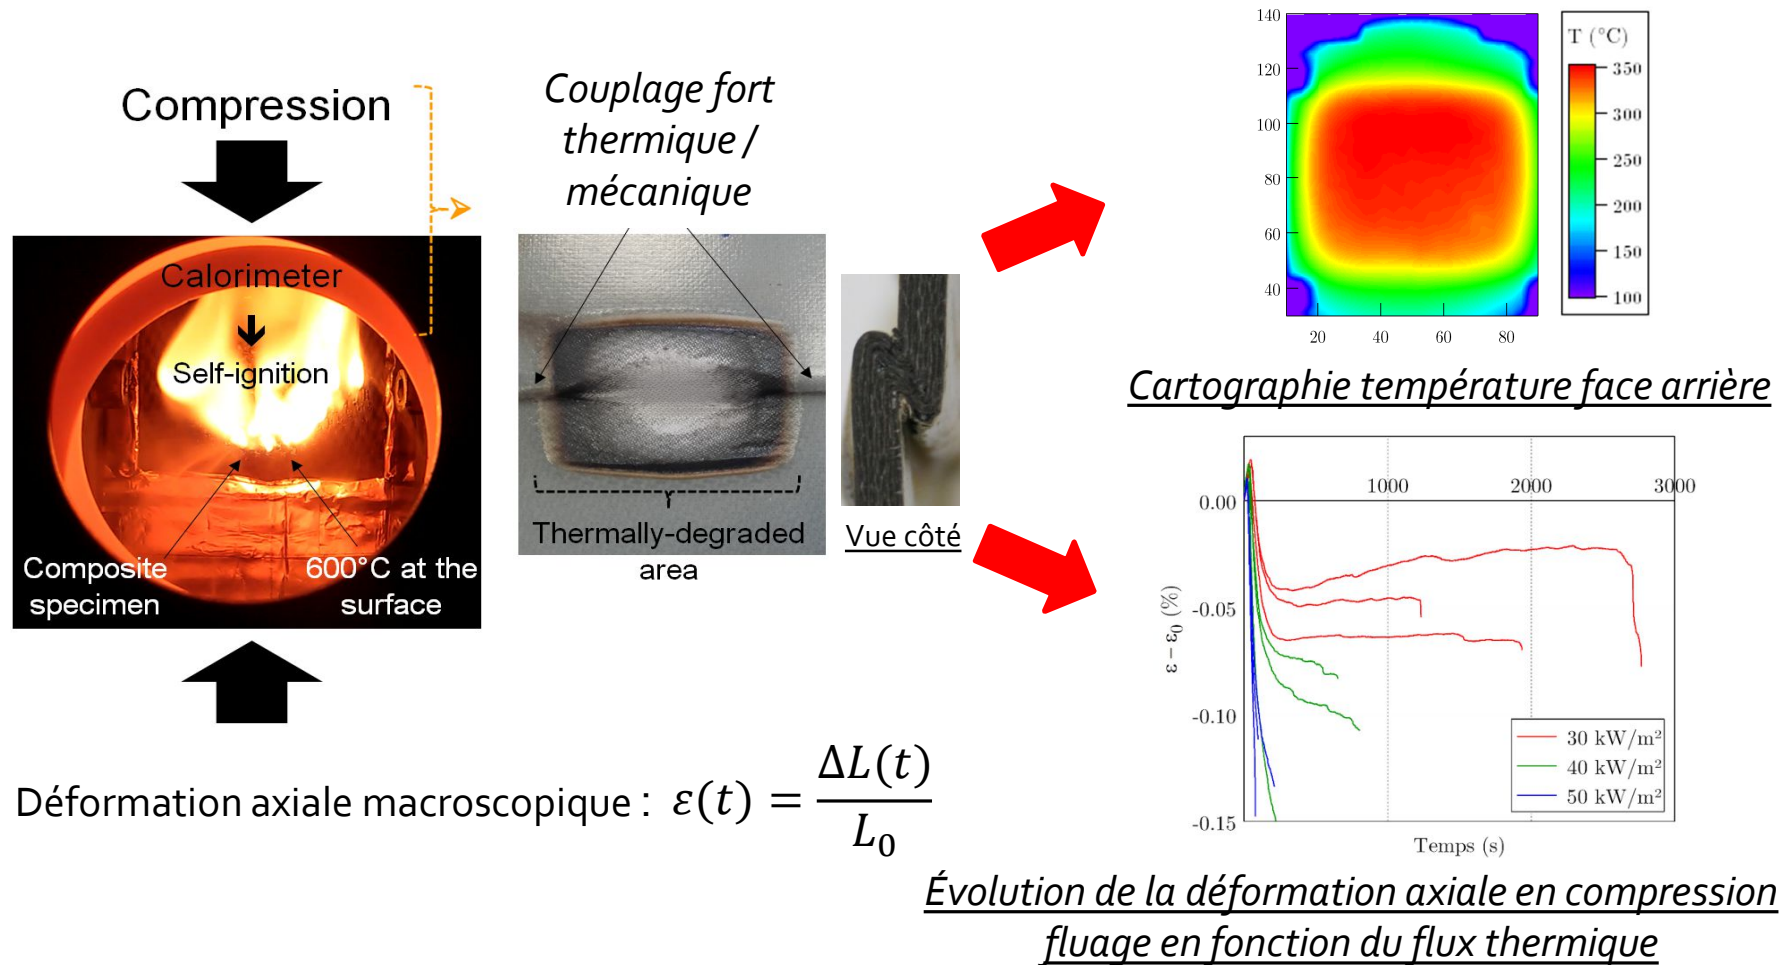 Compression
Calorimeter
Self-ignition
Composite
specimen
600°C at the
surface
Couplage fort
thermique /
mécanique
Thermally-degraded
area
Vue côté
140
120
100
80
60
40
20 40 60 80
T (°C)
350
300
250
200
150
100
Cartographie température face arrière
1000 2000 3000
0.00
-0.05
-0.10
-0.15
ε − ε0 (%)
30 kW/m²
40 kW/m²
50 kW/m²
Temps (s)
Déformation axiale macroscopique : ε(t) = ΔL(t) / L₀
Évolution de la déformation axiale en compression
fluage en fonction du flux thermique